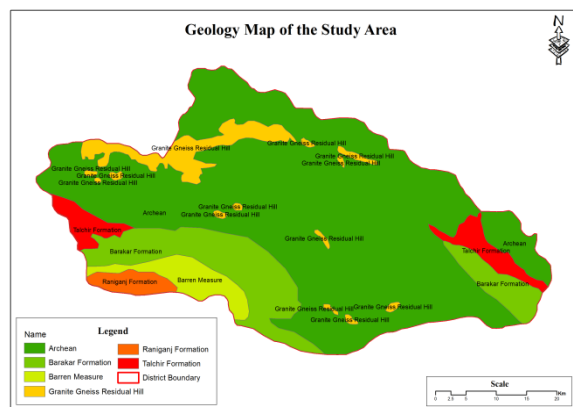 Geology Map of the Study Area
N
Granite Gneiss Residual Hill
Granite Gneiss Residual Hill
Granite Gneiss Residual Hill
Granite Gneiss Residual Hill
Granite Gneiss Residual Hill
Granite Gneiss Residual Hill
Granite Gneiss Residual Hill
Granite Gneiss Residual Hill
Archean
Granite Gneiss Residual Hill
Talchir Formation
Granite Gneiss Residual Hill
Archean
Barakar Formation
Talchir Formation
Barren Measure
Raniganj Formation
Barakar Formation
Granite Gneiss Residual Hill
Granite Gneiss Residual Hill
Granite Gneiss Residual Hill
Legend
Name
Archean
Barakar Formation
Barren Measure
Granite Gneiss Residual Hill
Raniganj Formation
Talchir Formation
District Boundary
Scale
0 2.5 5 10 15 20
Km